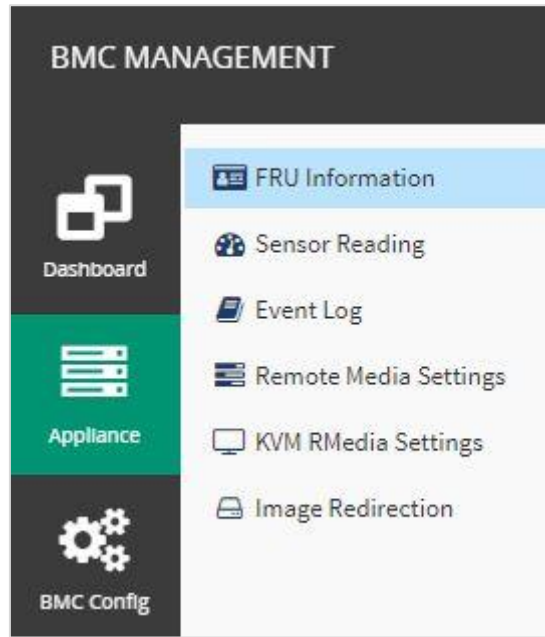 BMC MANAGEMENT
Dashboard
Appliance
BMC Config
FRU Information
Sensor Reading
Event Log
Remote Media Settings
KVM RMedia Settings
Image Redirection